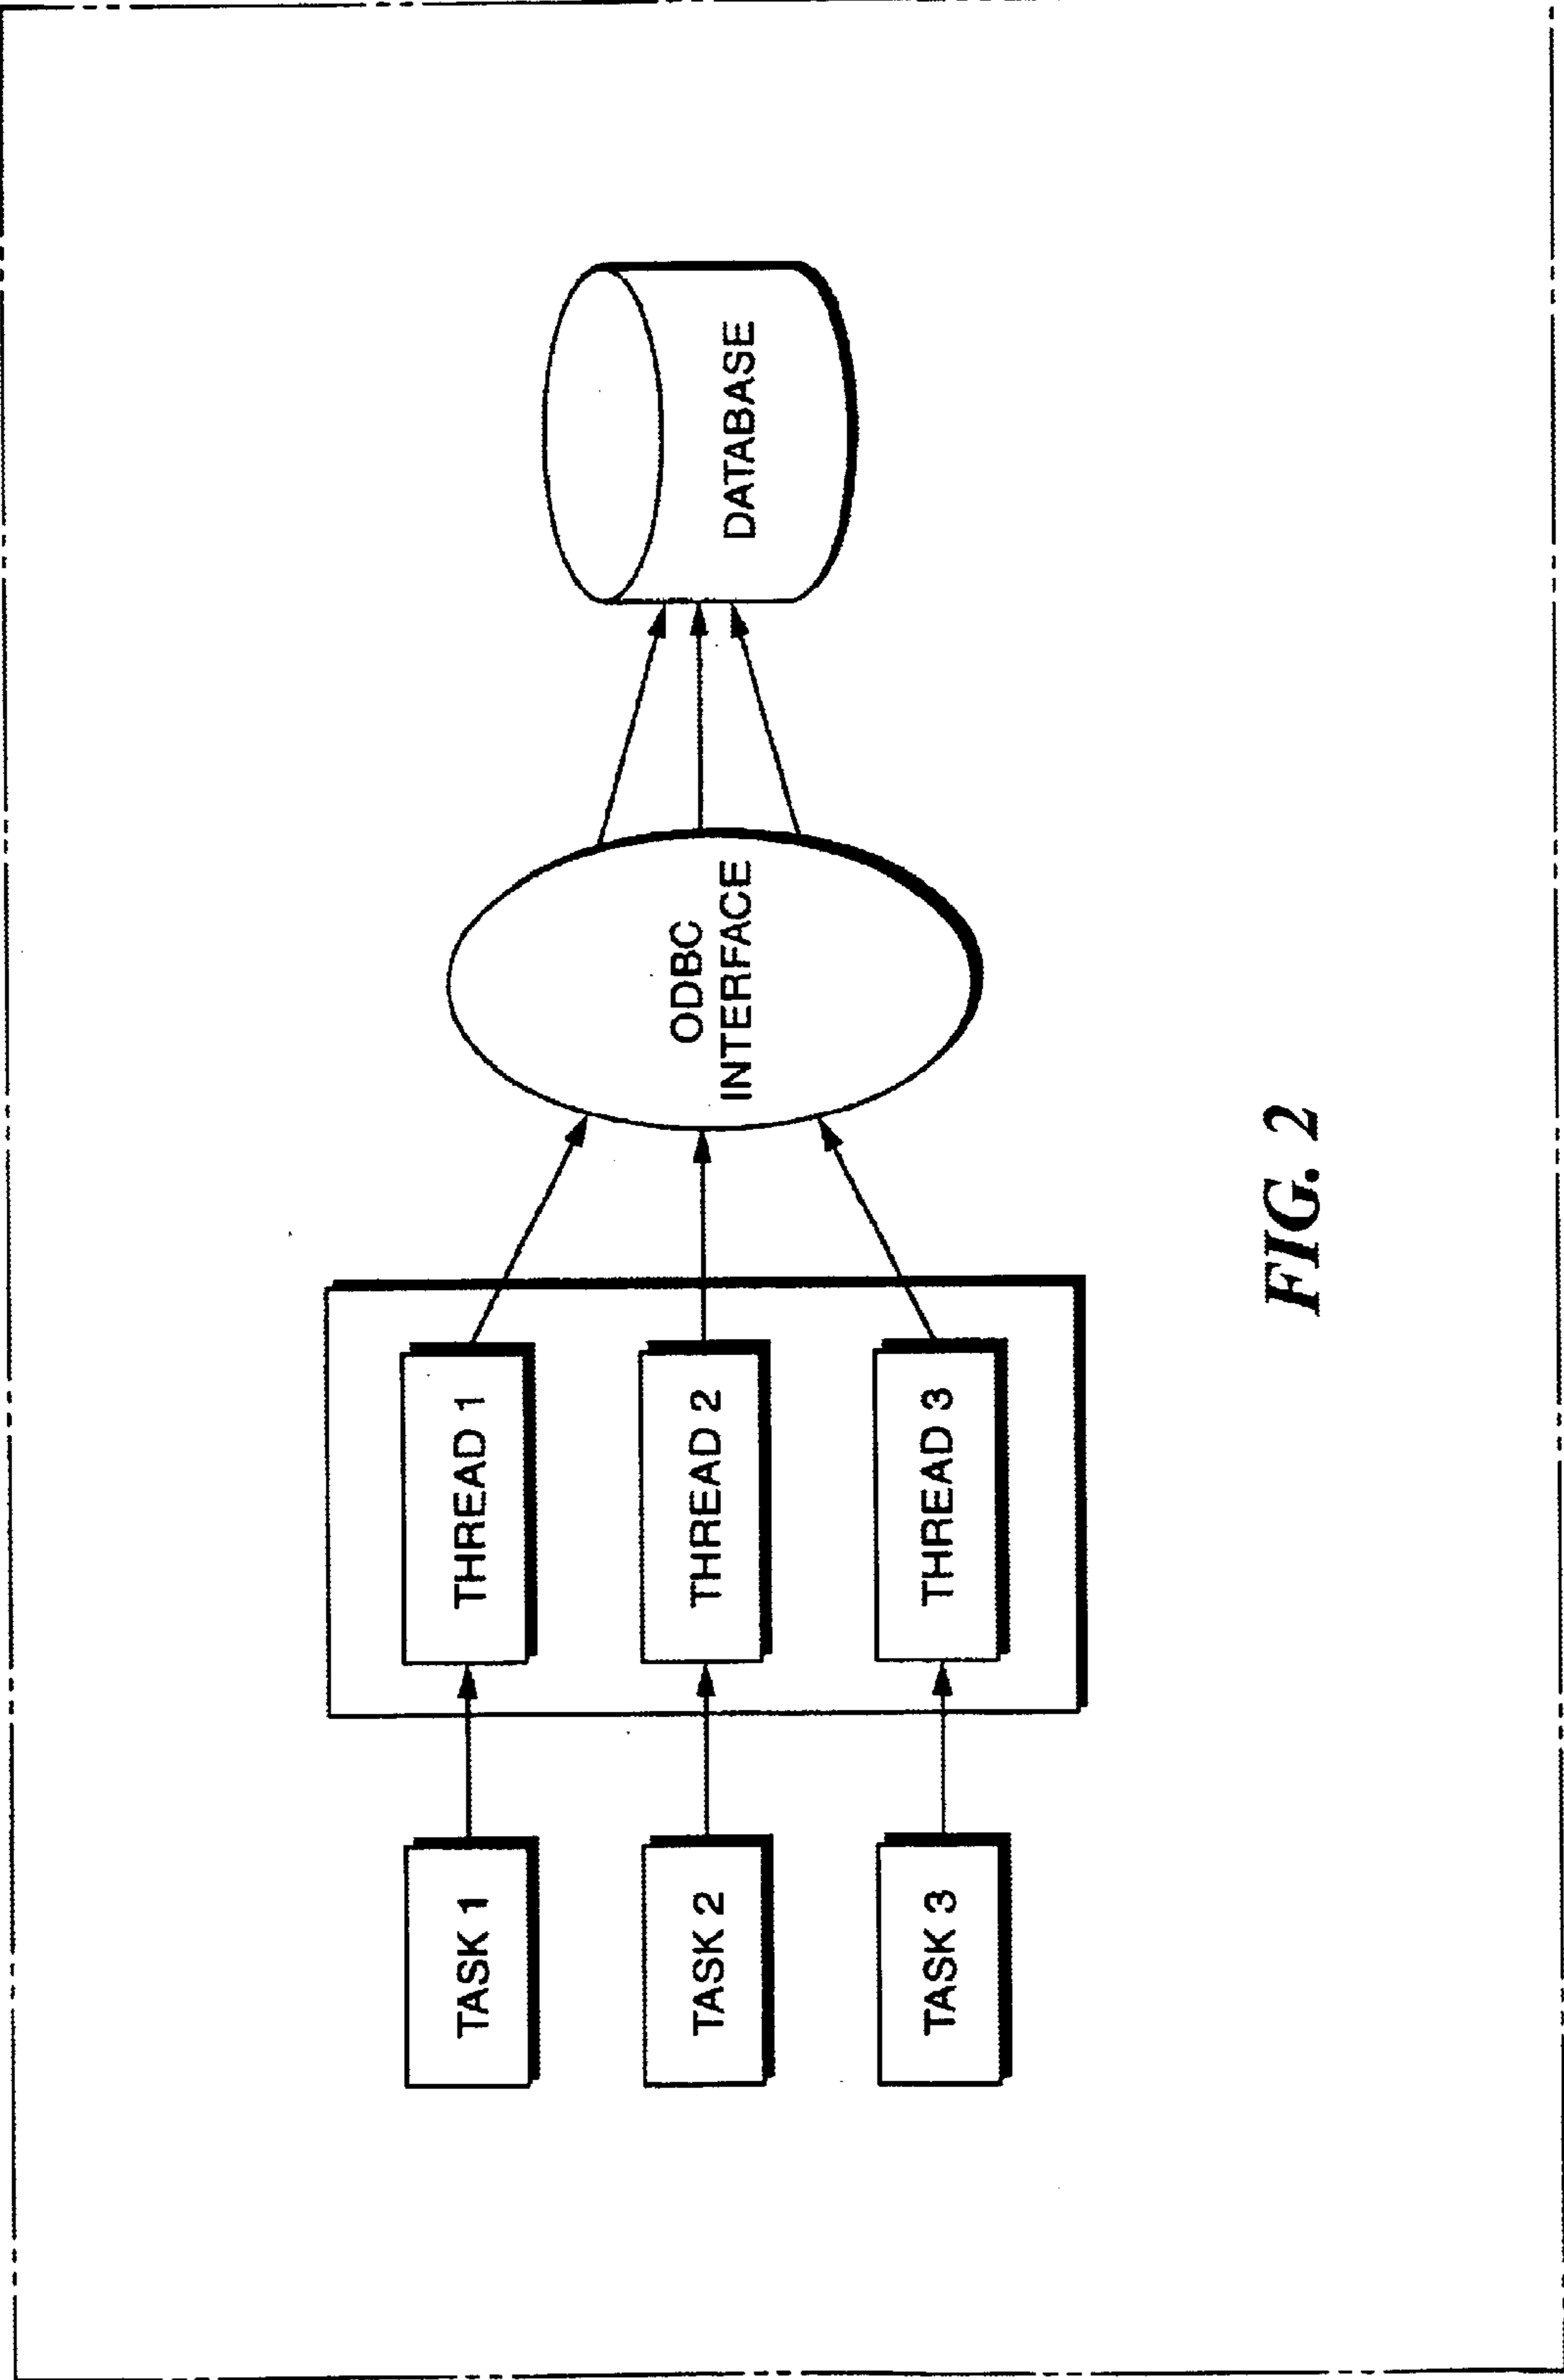 TASK 1
THREAD 1
TASK 2
THREAD 2
TASK 3
THREAD 3
ODBC
INTERFACE
DATABASE
FIG. 2